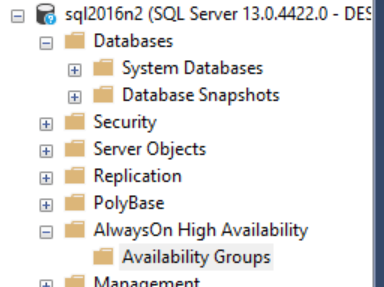 sql2016n2 (SQL Server 13.0.4422.0 - DES
Databases
System Databases
Database Snapshots
Security
Server Objects
Replication
PolyBase
AlwaysOn High Availability
Availability Groups
Management